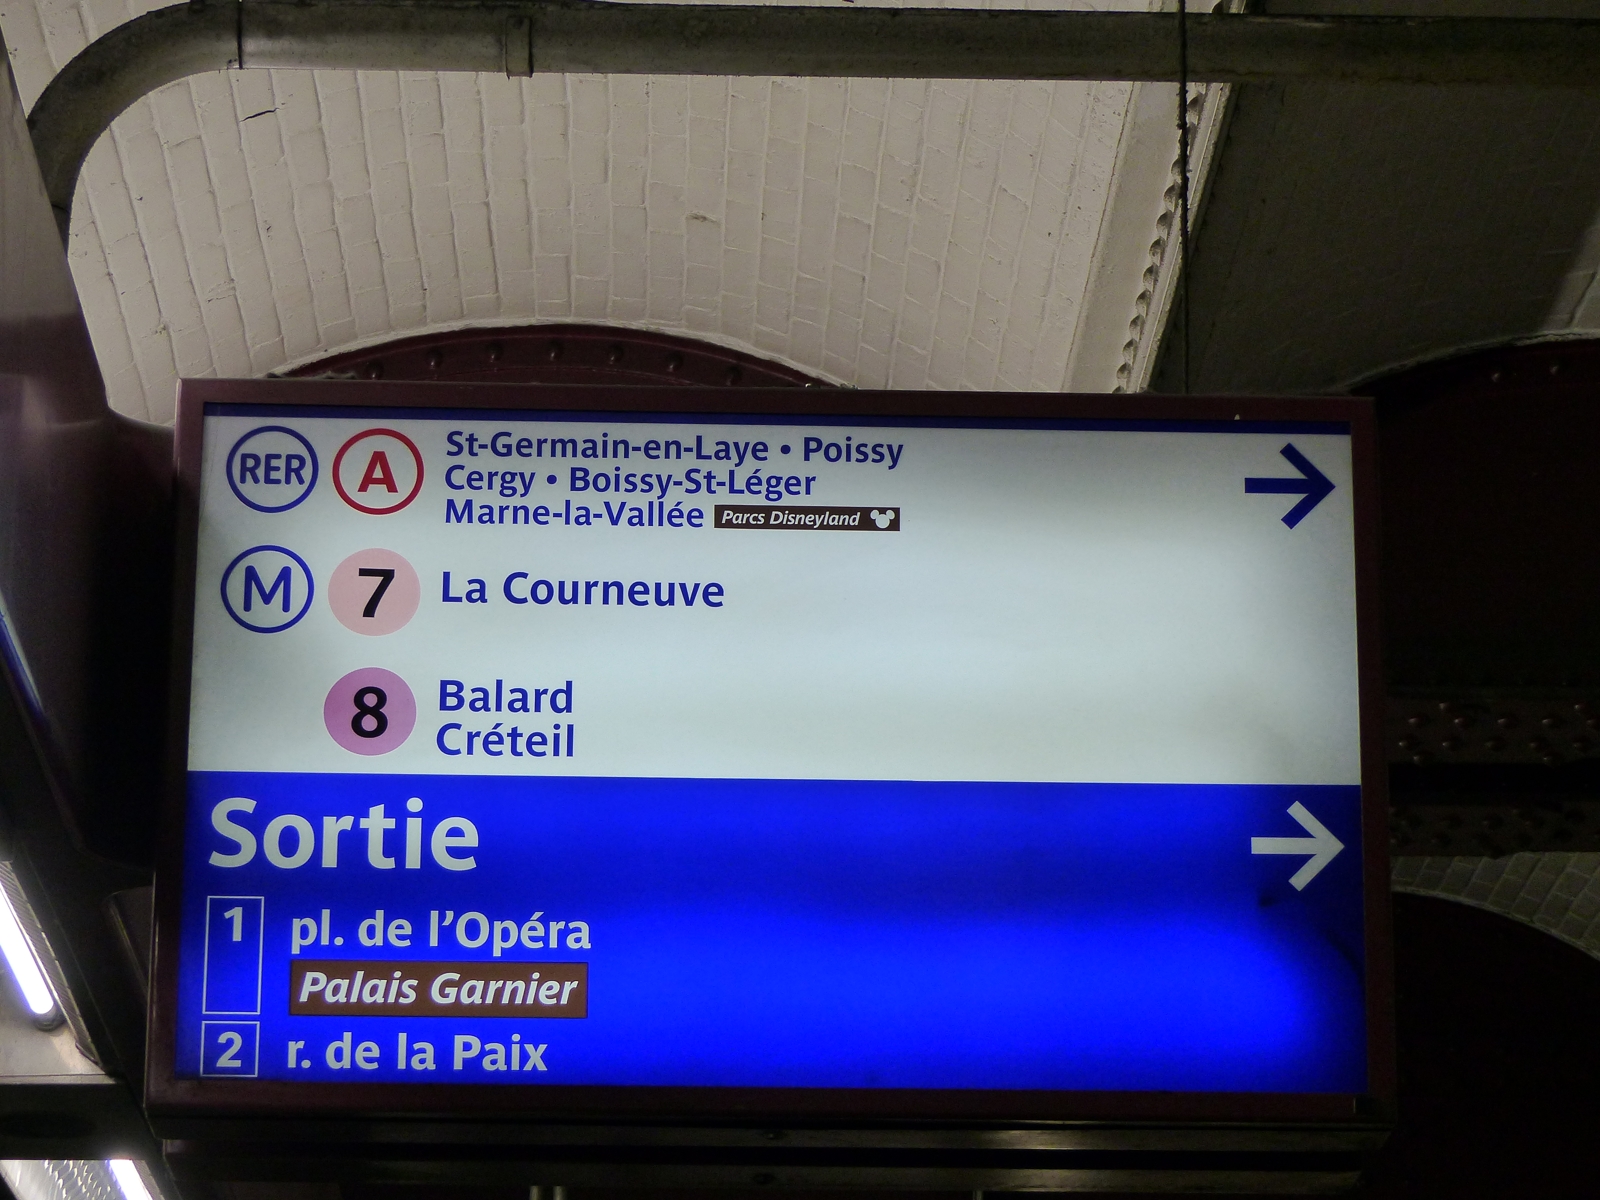 RER A St-Germain-en-Laye • Poissy
Cergy • Boissy-St-Léger
Marne-la-Vallée Parcs Disneyland
M 7 La Courneuve
8 Balard
Créteil
Sortie
1 pl. de l'Opéra
Palais Garnier
2 r. de la Paix